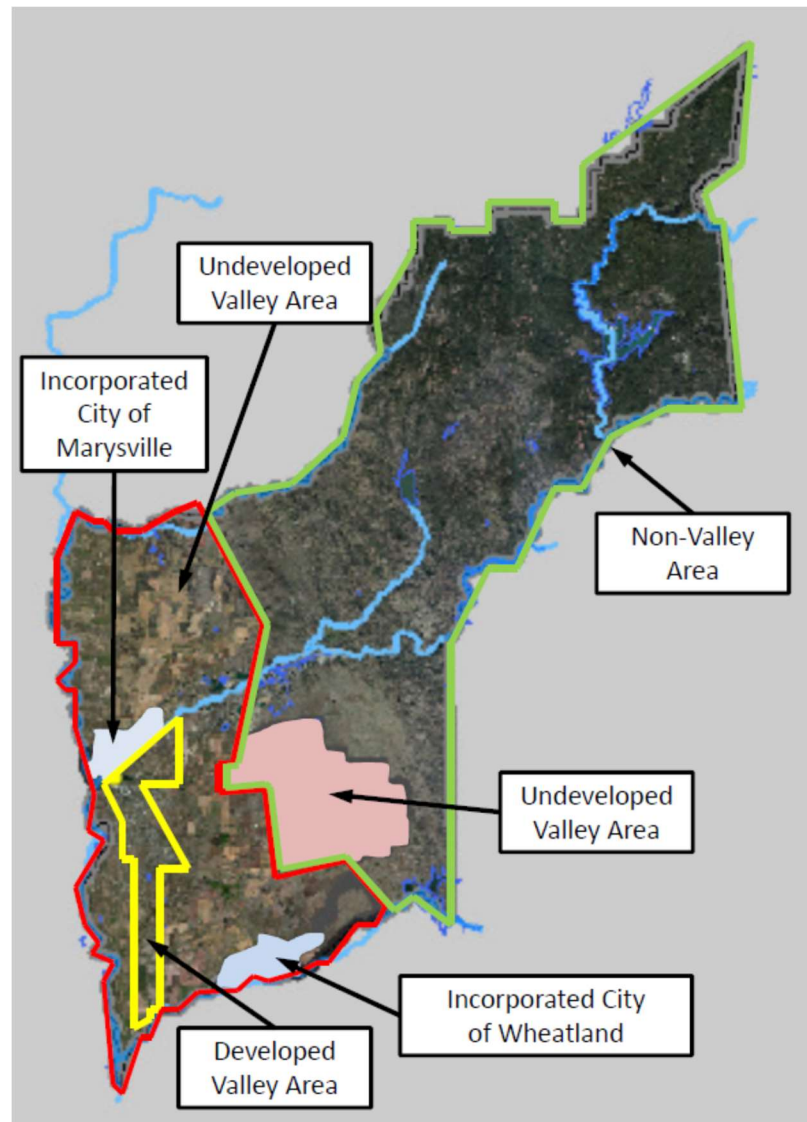 Undeveloped
Valley Area
Incorporated
City of
Marysville
Non-Valley
Area
Undeveloped
Valley Area
Incorporated City
of Wheatland
Developed
Valley Area